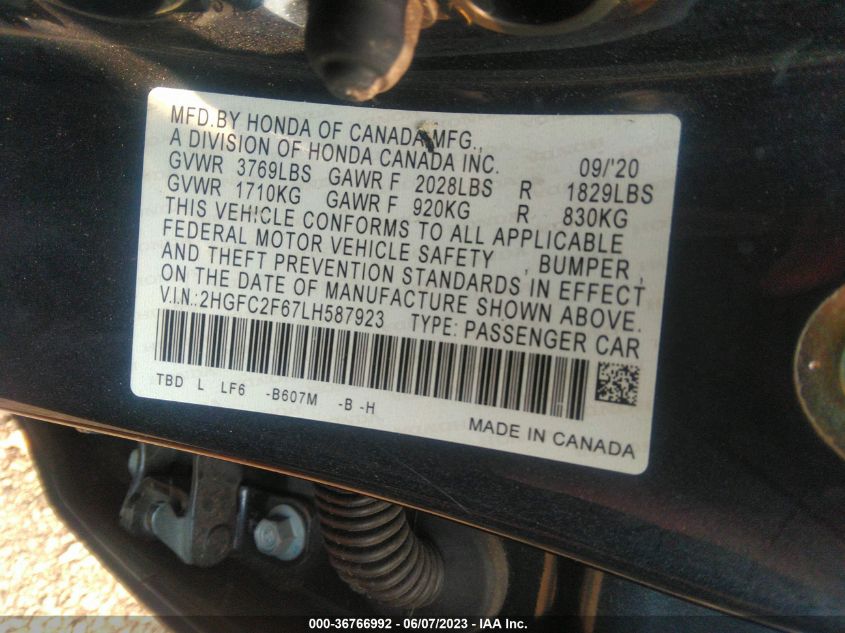 MFD.BY HONDA OF CANADA MFG.,
A DIVISION OF HONDA CANADA INC. 09/'20
GVWR 3769LBS GAWR F 2028LBS R 1829LBS
GVWR 1710KG GAWR F 920KG R 830KG
THIS VEHICLE CONFORMS TO ALL APPLICABLE
FEDERAL MOTOR VEHICLE SAFETY , BUMPER ,
AND THEFT PREVENTION STANDARDS IN EFFECT
ON THE DATE OF MANUFACTURE SHOWN ABOVE.
V.I.N.:2HGFC2F67LH587923 TYPE: PASSENGER CAR
TBD L LF6 -B607M -B -H
MADE IN CANADA
000-36766992 - 06/07/2023 - IAA Inc.